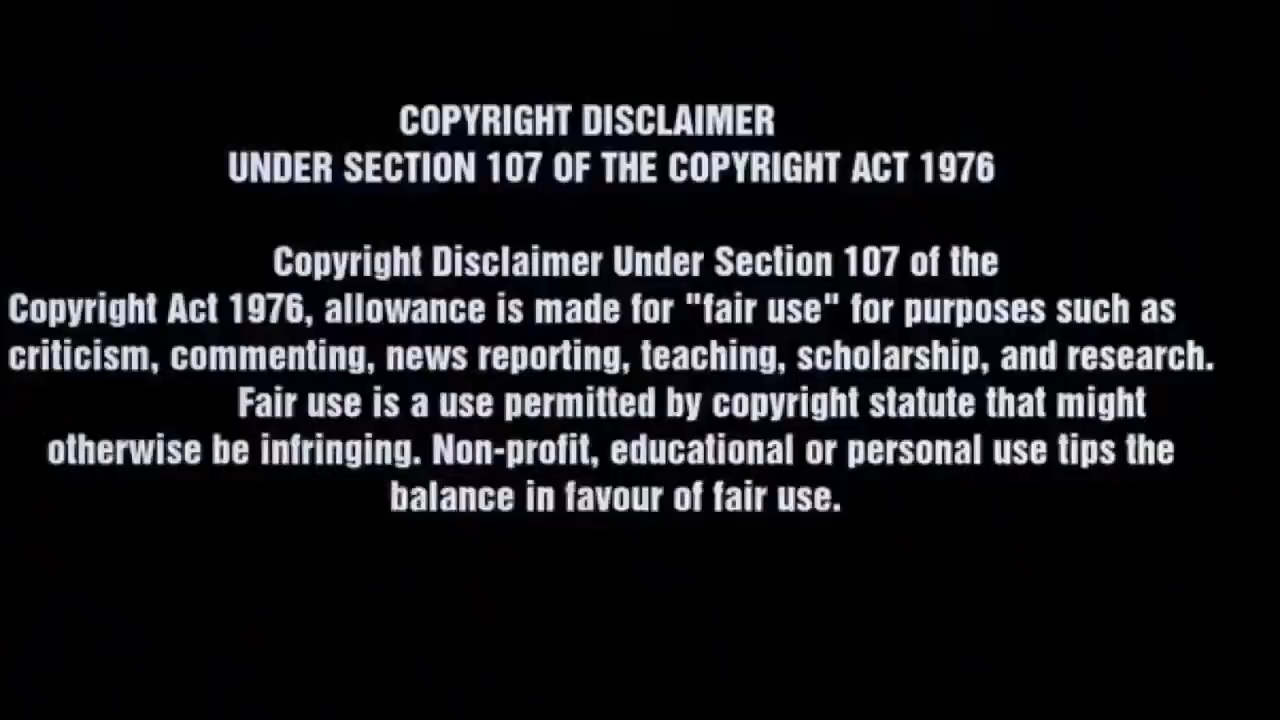 COPYRIGHT DISCLAIMER
UNDER SECTION 107 OF THE COPYRIGHT ACT 1976
Copyright Disclaimer Under Section 107 of the
Copyright Act 1976, allowance is made for "fair use" for purposes such as
criticism, commenting, news reporting, teaching, scholarship, and research.
Fair use is a use permitted by copyright statute that might
otherwise be infringing. Non-profit, educational or personal use tips the
balance in favour of fair use.